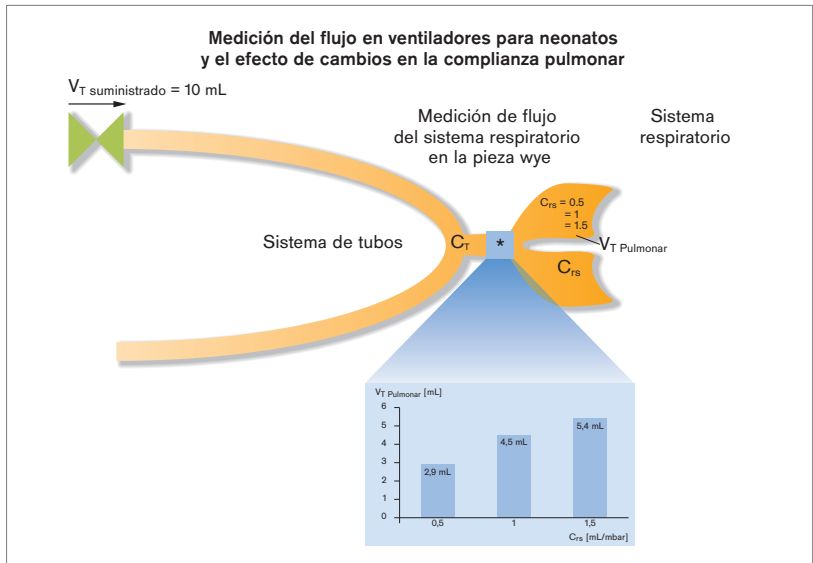 Medición del flujo en ventiladores para neonatos
y el efecto de cambios en la complianza pulmonar
VT suministrado = 10 mL
Medición de flujo
del sistema respiratorio
en la pieza wye
Sistema
respiratorio
Crs = 0.5
= 1
= 1.5
VT Pulmonar
Sistema de tubos
CT
*
Crs
VT Pulmonar [mL]
6
5
4
3
2
1
0
2,9 mL
4,5 mL
5,4 mL
0,5
1
1,5
Crs [mL/mbar]